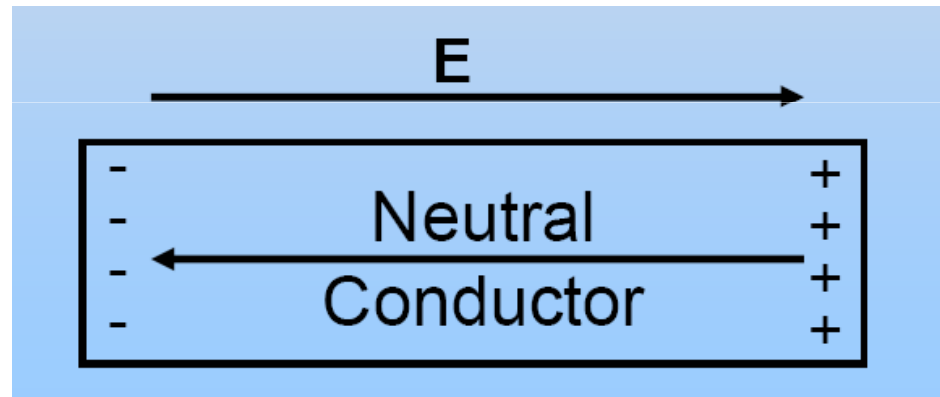 E
- +
- Neutral +
- +
Conductor
- +